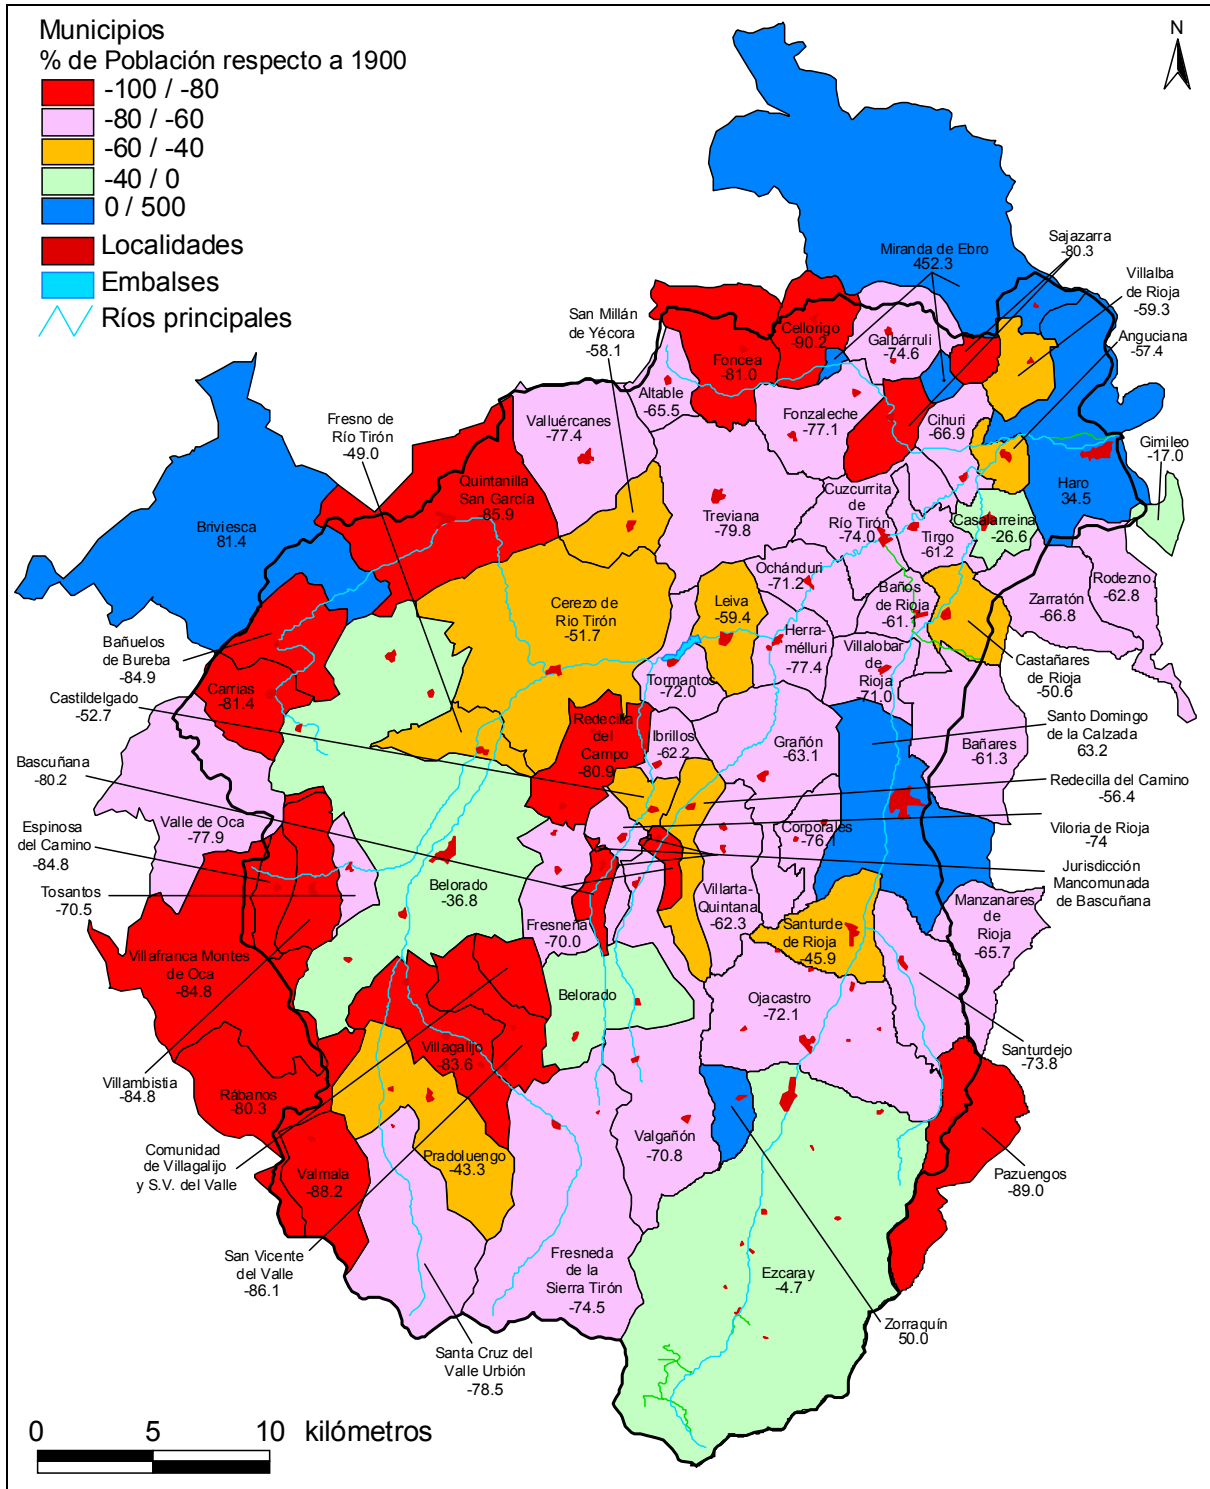 Municipios
% de Población respecto a 1900
-100 / -80
-80 / -60
-60 / -40
-40 / 0
0 / 500
Localidades
Embalses
Ríos principales
N
Miranda de Ebro
452.3
Sajazarra
-80.3
Villalba
de Rioja
-59.3
Anguciana
-57.4
San Millán
de Yécora
-58.1
Cellorigo
-90.2
Foncea
-81.0
Galbárruli
-74.6
Altable
-65.5
Fonzaleche
-77.1
Cihuri
-66.9
Gimileo
-17.0
Haro
34.5
Fresno de
Río Tirón
-49.0
Valluércanes
-77.4
Quintanilla
San García
-85.9
Briviesca
81.4
Treviana
-79.8
Cuzcurrita
de
Río Tirón
-74.0
Tirgo
-61.2
Casalarreina
-26.6
Ochánduri
-71.2
Baños
de Rioja
-61.1
Zarratón
-66.8
Rodezno
-62.8
Cerezo de
Rio Tirón
-51.7
Leiva
-59.4
Herra-
mélluri
-77.4
Villalobar
de
Rioja
-71.0
Castañares
de Rioja
-50.6
Bañuelos
de Bureba
-84.9
Carrias
-81.4
Castildelgado
-52.7
Tormantos
-72.0
Redecilla
del
Campo
-80.9
Ibrillos
-62.2
Grañón
-63.1
Santo Domingo
de la Calzada
63.2
Bañares
-61.3
Redecilla del Camino
-56.4
Bascuñana
-80.2
Valle de Oca
-77.9
Espinosa
del Camino
-84.8
Corporales
-76.1
Viloria de Rioja
-74
Jurisdicción
Mancomunada
de Bascuñana
Tosantos
-70.5
Belorado
-36.8
Fresneña
-70.0
Villarta-
Quintana
-62.3
Santurde
de Rioja
-45.9
Manzanares
de
Rioja
-65.7
Villafranca Montes
de Oca
-84.8
Belorado
Ojacastro
-72.1
Villagalijo
-83.6
Santurdejo
-73.8
Villambistia
-84.8
Rábanos
-80.3
Comunidad
de Villagalijo
y S.V. del Valle
Valmala
-88.2
Pradoluengo
-43.3
Valgañón
-70.8
Pazuengos
-89.0
San Vicente
del Valle
-86.1
Fresneda
de la
Sierra Tirón
-74.5
Ezcaray
-4.7
Zorraquín
50.0
Santa Cruz del
Valle Urbión
-78.5
0 5 10 kilómetros